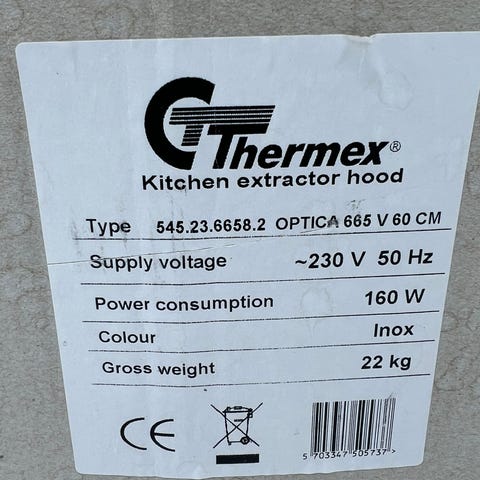 Thermex®
Kitchen extractor hood
Type 545.23.6658.2 OPTICA 665 V 60 CM
Supply voltage ~230 V 50 Hz
Power consumption 160 W
Colour Inox
Gross weight 22 kg
CE
5 703347 505737>